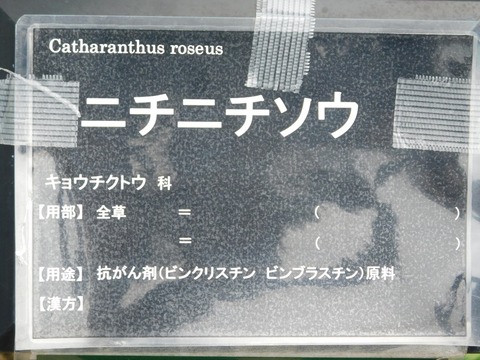 Catharanthus roseus
ニチニチソウ
キョウチクトウ 科
【用部】 全草 = ( )
= ( )
【用途】 抗がん剤(ビンクリスチン ビンブラスチン)原料
【漢方】